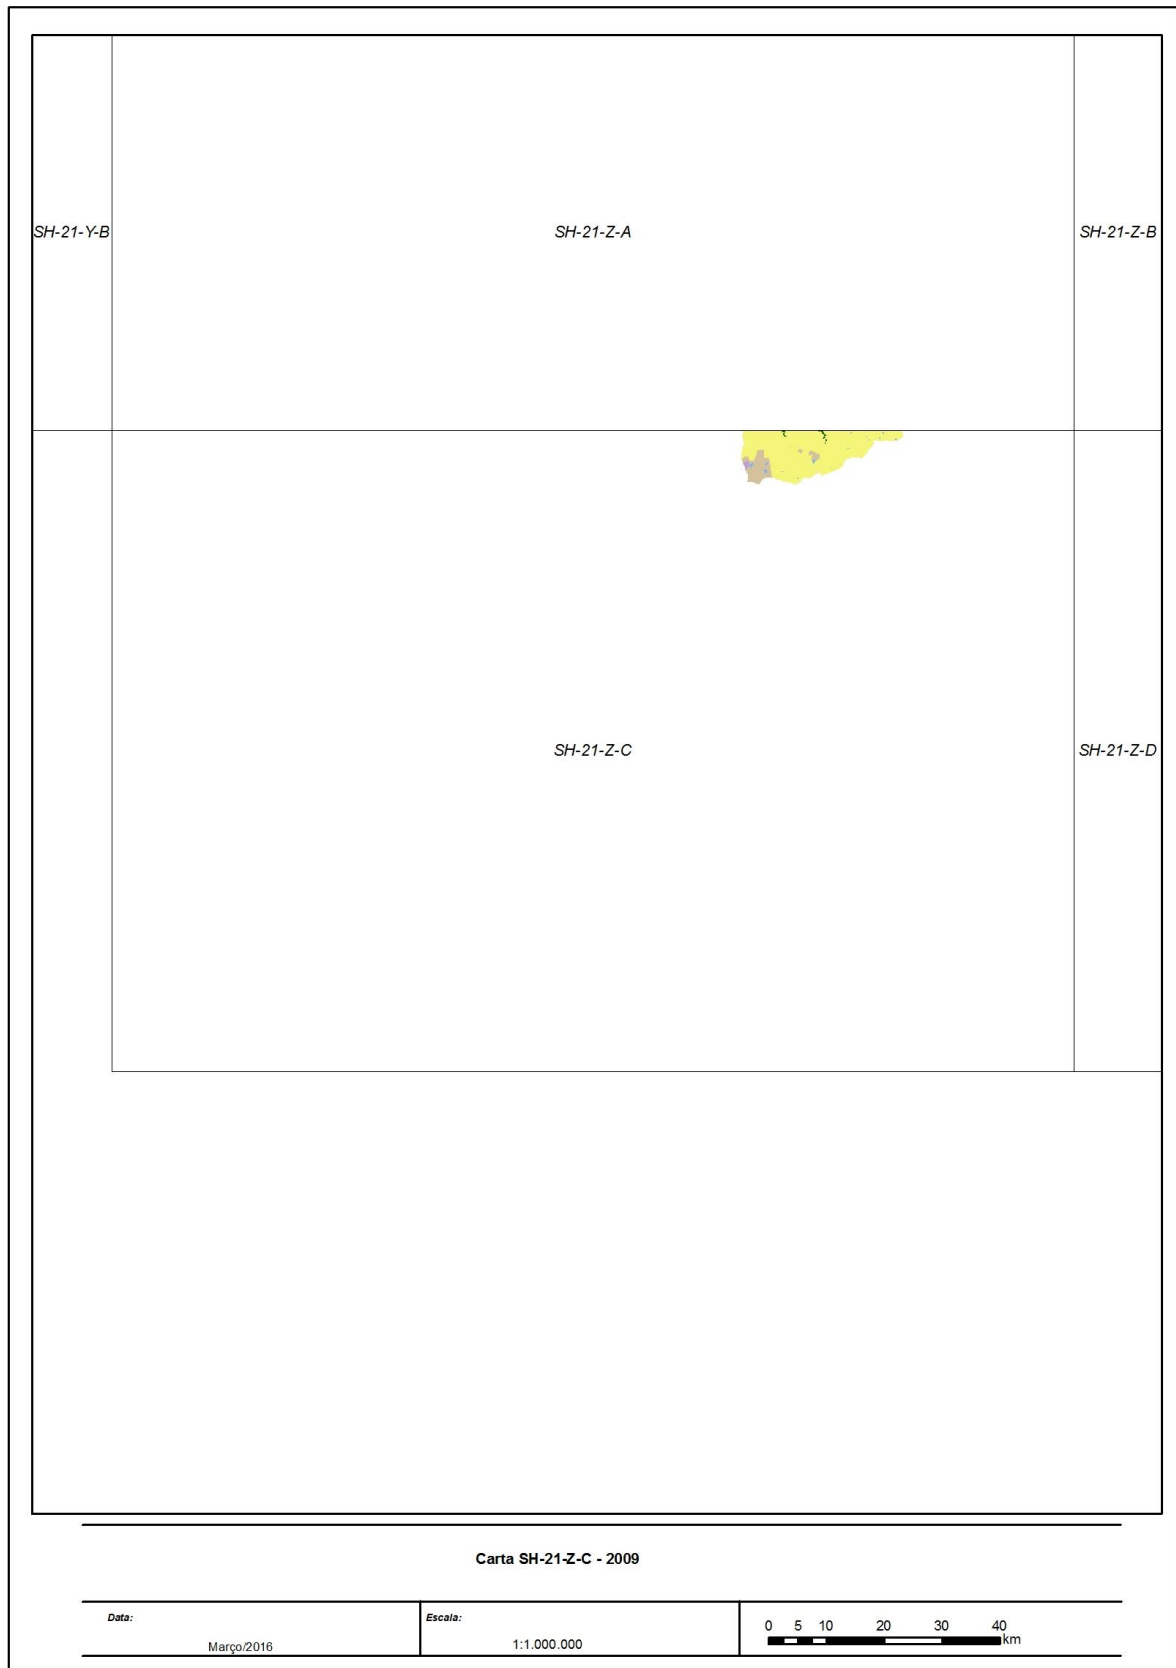 SH-21-Y-B
SH-21-Z-A
SH-21-Z-B
SH-21-Z-C
SH-21-Z-D
Carta SH-21-Z-C - 2009
Data:
Março/2016
Escala:
1:1.000.000
0 5 10 20 30 40
km